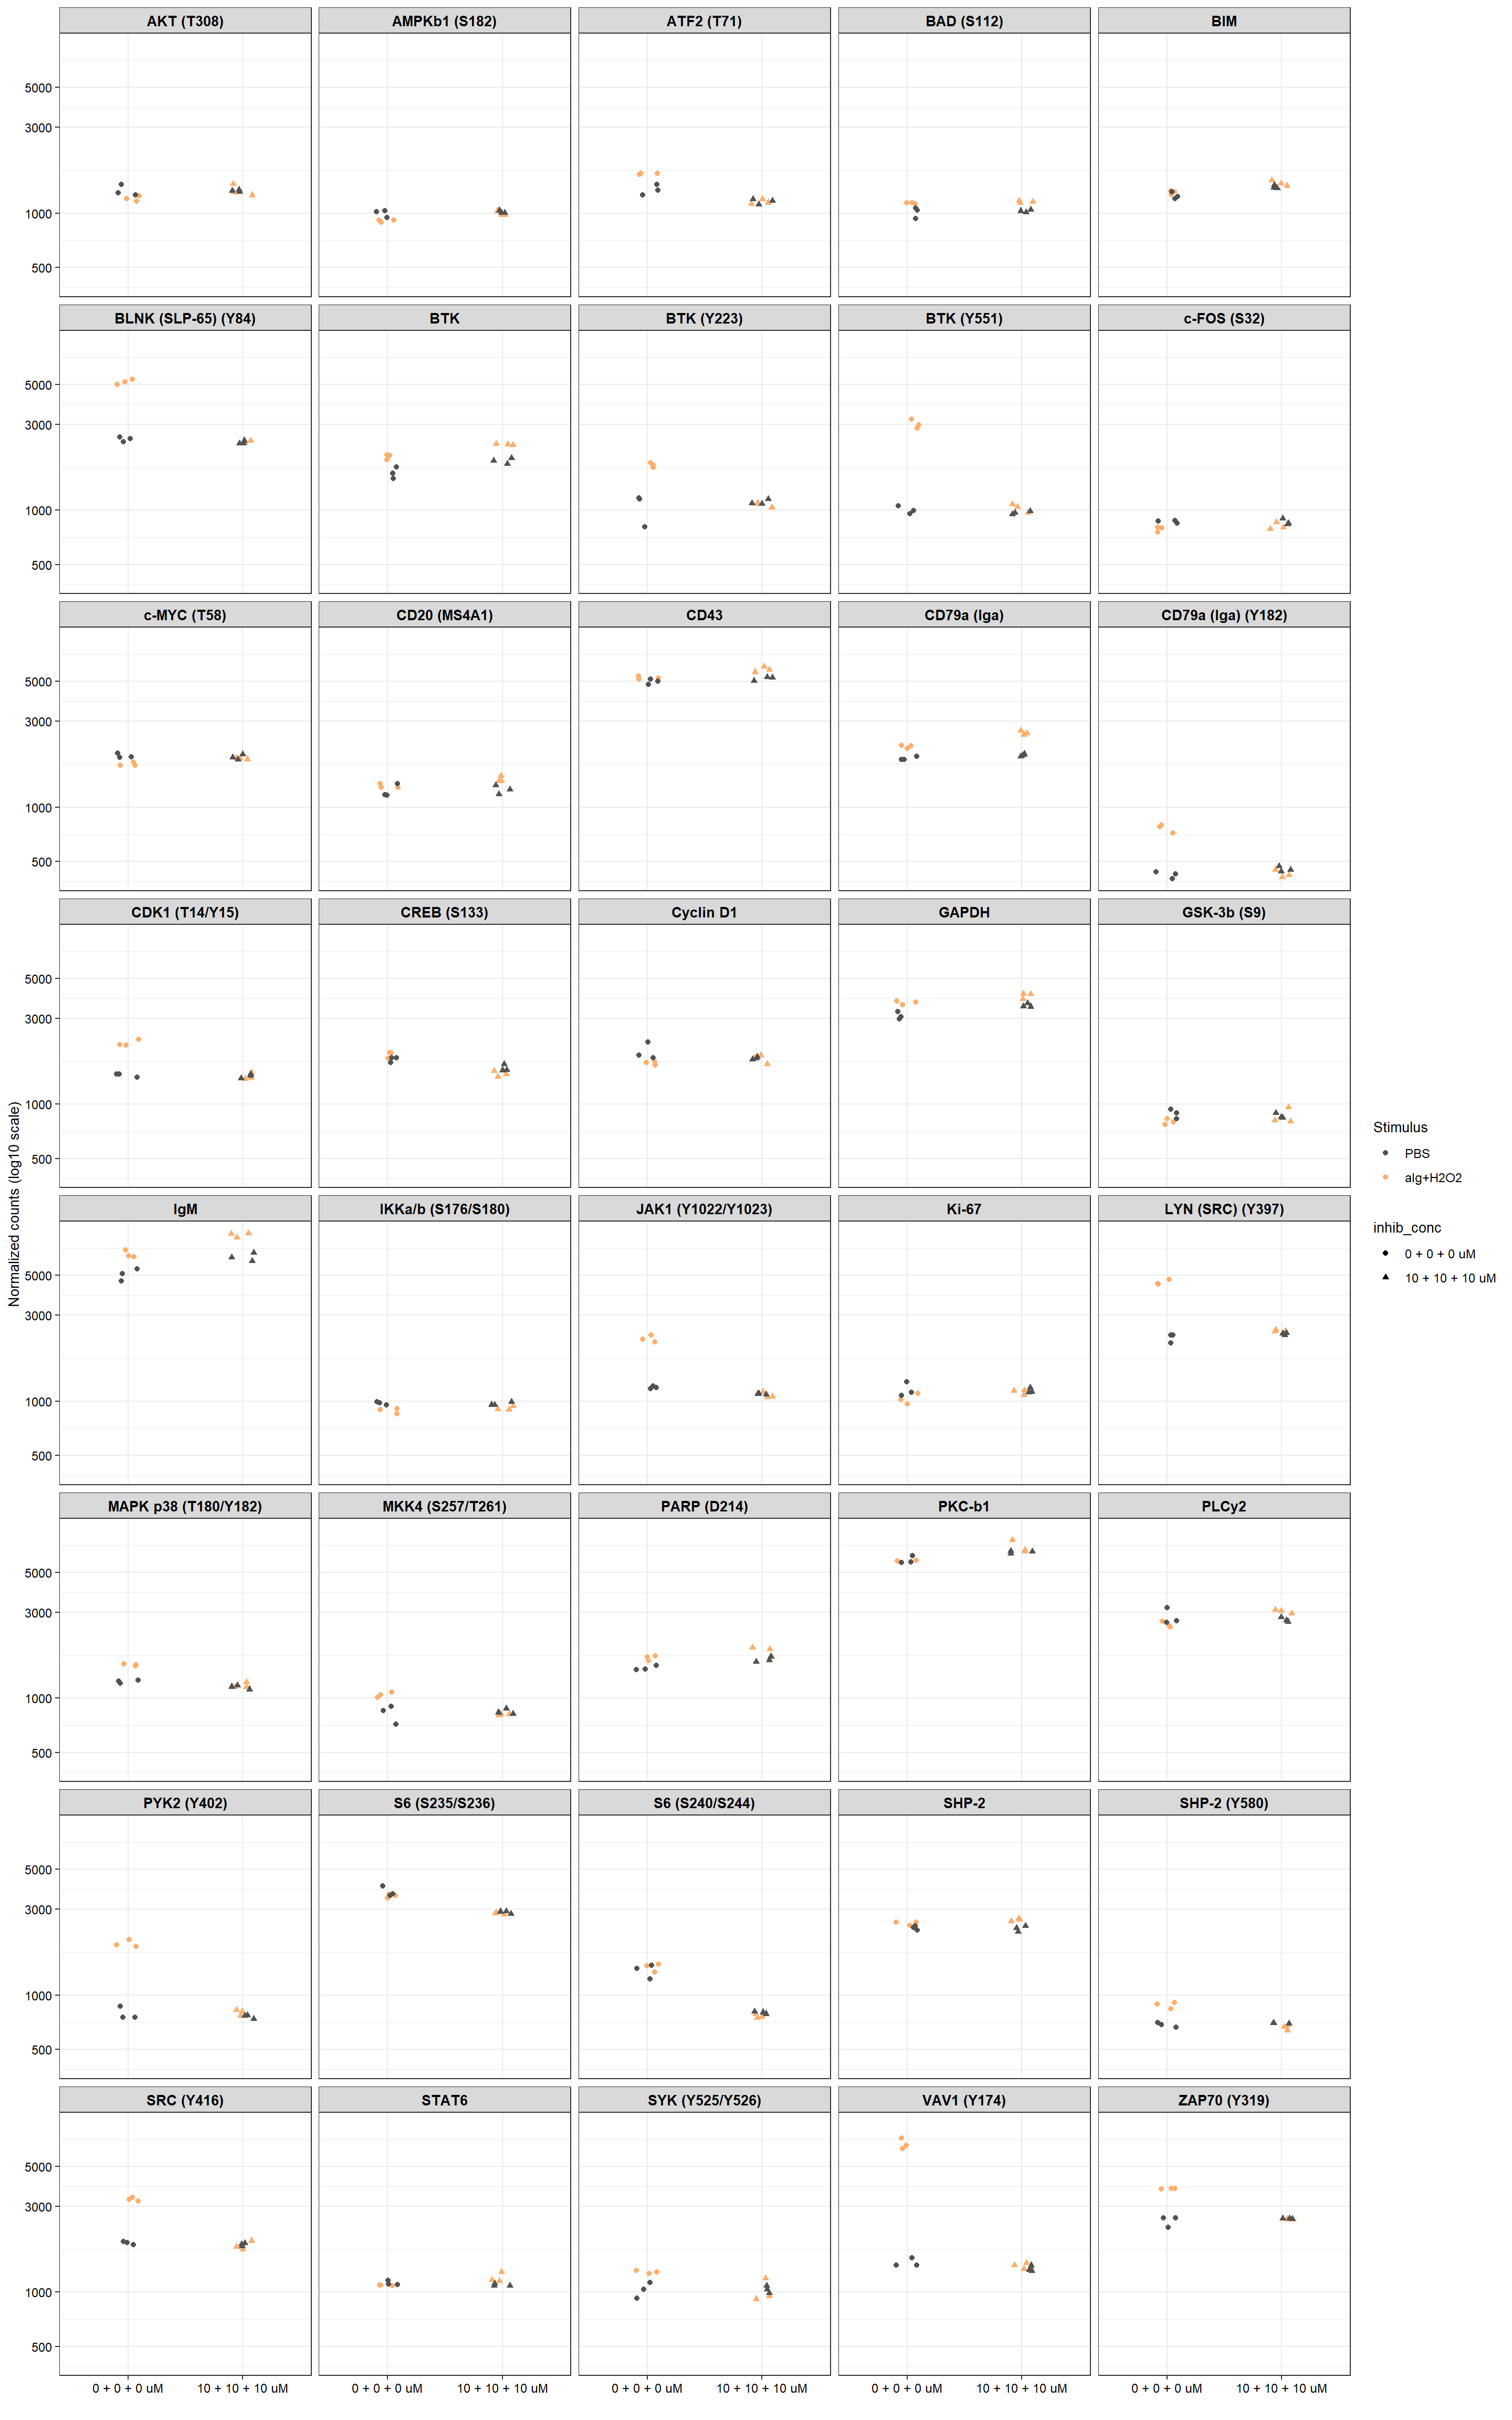 AKT (T308) AMPKb1 (S182) ATF2 (T71) BAD (S112) BIM
5000
3000
1000
500
BLNK (SLP-65) (Y84) BTK BTK (Y223) BTK (Y551) c-FOS (S32)
5000
3000
1000
500
c-MYC (T58) CD20 (MS4A1) CD43 CD79a (Iga) CD79a (Iga) (Y182)
5000
3000
1000
500
CDK1 (T14/Y15) CREB (S133) Cyclin D1 GAPDH GSK-3b (S9)
5000
3000
1000
500
IgM IKKa/b (S176/S180) JAK1 (Y1022/Y1023) Ki-67 LYN (SRC) (Y397)
5000
3000
1000
500
MAPK p38 (T180/Y182) MKK4 (S257/T261) PARP (D214) PKC-b1 PLCy2
5000
3000
1000
500
PYK2 (Y402) S6 (S235/S236) S6 (S240/S244) SHP-2 SHP-2 (Y580)
5000
3000
1000
500
SRC (Y416) STAT6 SYK (Y525/Y526) VAV1 (Y174) ZAP70 (Y319)
5000
3000
1000
500
0 + 0 + 0 uM 10 + 10 + 10 uM 0 + 0 + 0 uM 10 + 10 + 10 uM 0 + 0 + 0 uM 10 + 10 + 10 uM 0 + 0 + 0 uM 10 + 10 + 10 uM 0 + 0 + 0 uM 10 + 10 + 10 uM
Normalized counts (log10 scale)
Stimulus
PBS
aIg+H2O2
inhib_conc
0 + 0 + 0 uM
10 + 10 + 10 uM